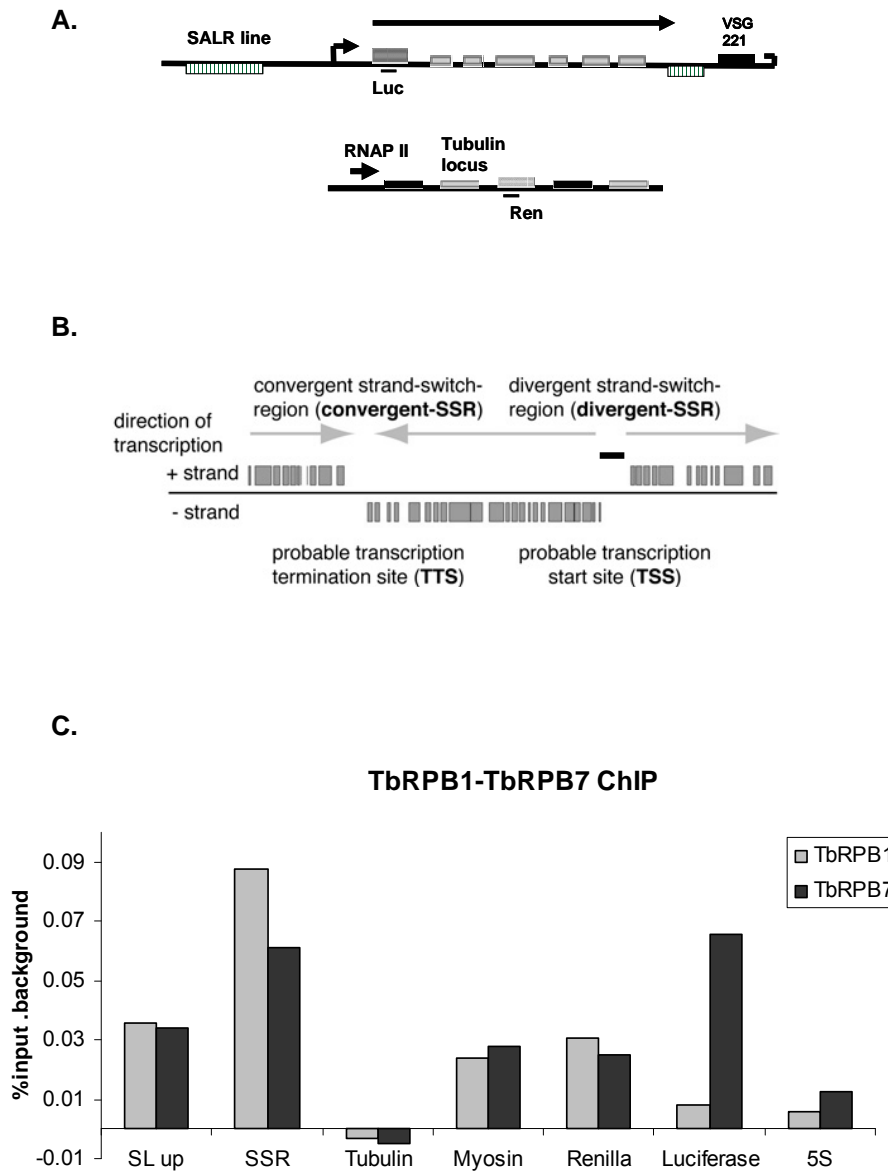 A.
SALR line
VSG
221
Luc
RNAP II
Tubulin
locus
Ren
B.
convergent strand-switch-
region (convergent-SSR)
divergent strand-switch-
region (divergent-SSR)
direction of
transcription
+ strand
- strand
probable transcription
termination site (TTS)
probable transcription
start site (TSS)
C.
TbRPB1-TbRPB7 ChIP
%input .background
0.09
0.07
0.05
0.03
0.01
-0.01
TbRPB1
TbRPB7
SL up
SSR
Tubulin
Myosin
Renilla
Luciferase
5S